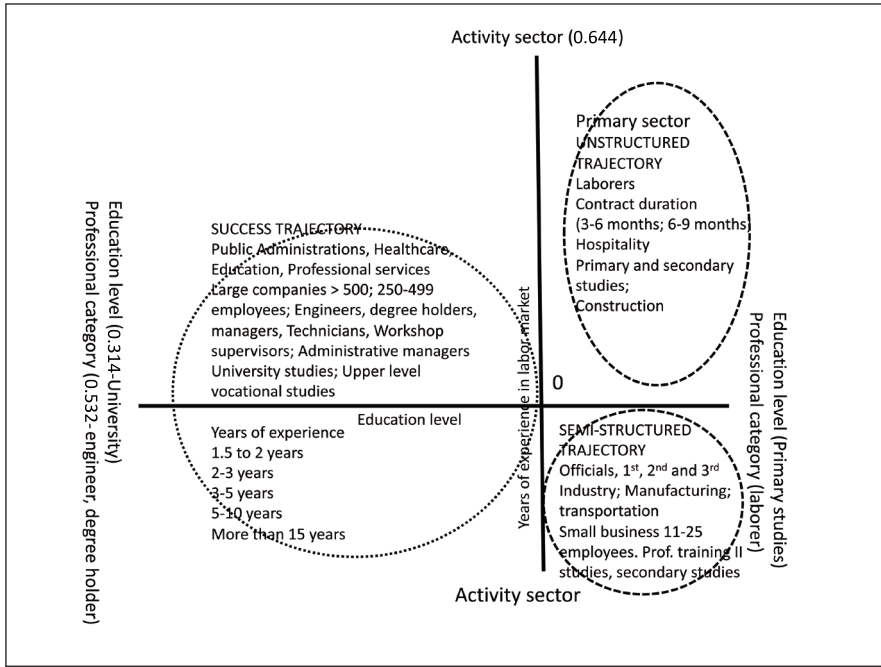 Activity sector (0.644)
Primary sector
UNSTRUCTURED
TRAJECTORY
Laborers
Contract duration
(3-6 months; 6-9 months
Hospitality
Primary and secondary
studies;
Construction
Education level (0.314-University)
Professional category (0.532- engineer, degree holder)
SUCCESS TRAJECTORY
Public Administrations, Healthcare,
Education, Professional services
Large companies > 500; 250-499
employees; Engineers, degree holders,
managers, Technicians, Workshop
supervisors; Administrative managers
University studies; Upper level
vocational studies
Years of experience in labor market
0
Education level (Primary studies)
Professional category (laborer)
Education level
Years of experience
1.5 to 2 years
2-3 years
3-5 years
5-10 years
More than 15 years
SEMI-STRUCTURED
TRAJECTORY
Officials, 1st, 2nd and 3rd
Industry; Manufacturing;
transportation
Small business 11-25
employees. Prof. training II
studies, secondary studies
Activity sector